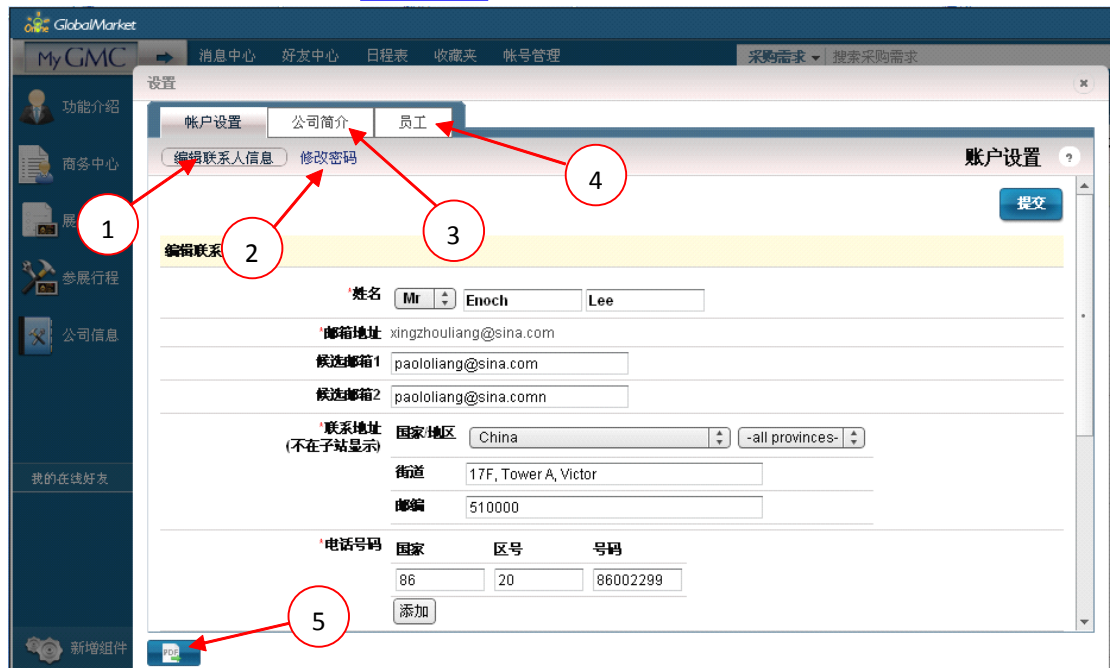 GlobalMarket
My GMC 消息中心 好友中心 日程表 收藏夹 帐号管理 采购需求 搜索采购需求
设置
功能介绍
帐户设置 公司简介 员工
编辑联系人信息 修改密码 账户设置 ?
商务中心
4
提交
展
1
2
3
编辑联系
参展行程
*姓名 Mr Enoch Lee
*邮箱地址 xingzhouliang@sina.com
公司信息
候选邮箱1 paololiang@sina.com
候选邮箱2 paololiang@sina.comn
*联系地址 国家/地区 China -all provinces-
(不在子站显示)
街道 17F, Tower A, Victor
我的在线好友
邮编 510000
*电话号码 国家 区号 号码
86 20 86002299
添加
5
新增组件
PDF